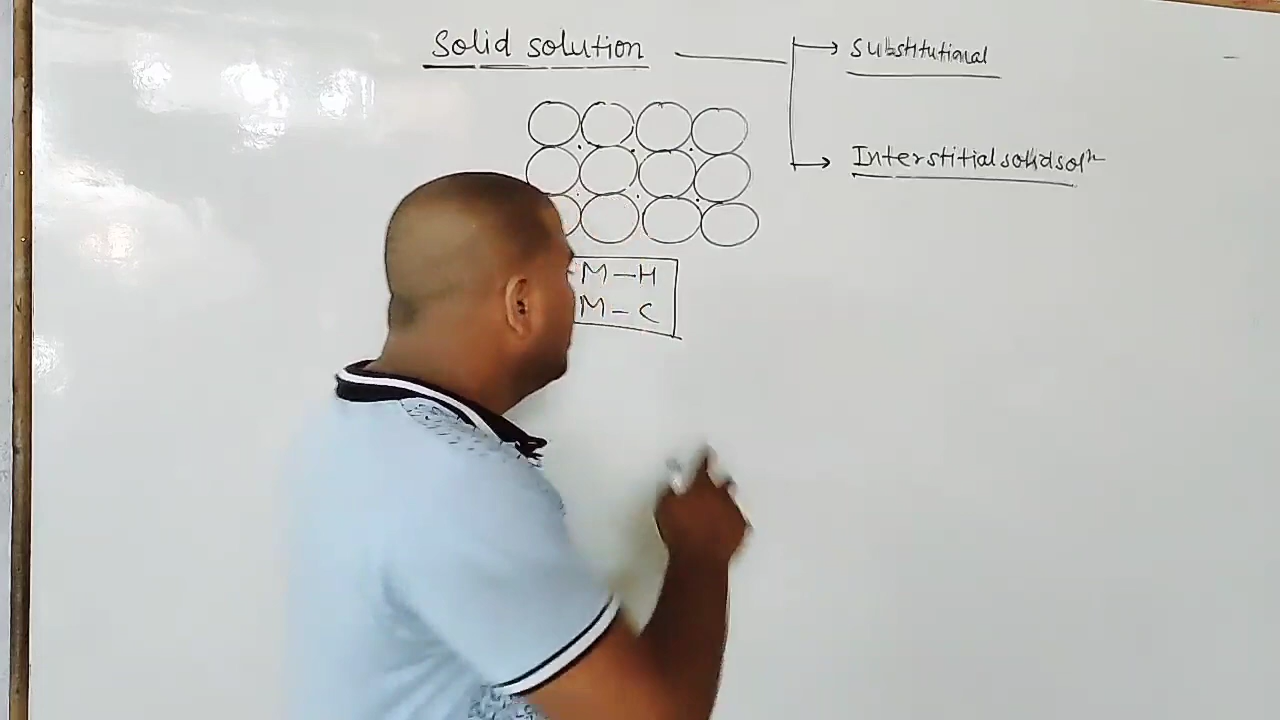 Solid solution
Substitutional
Interstitial solid solⁿ
M-H
M-C